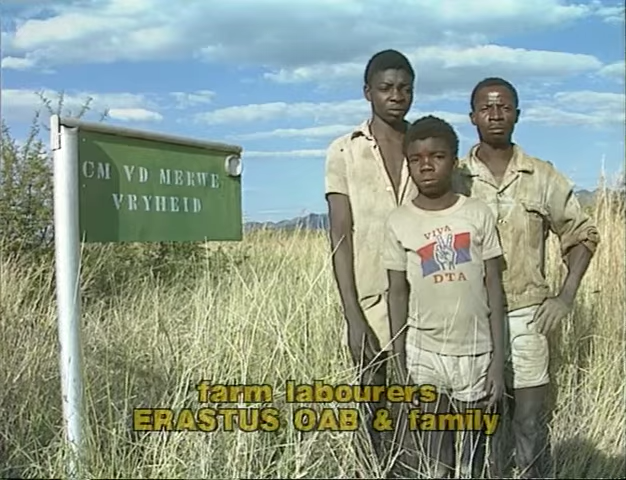 CM VD MERWE
VRYHEID
VIVA
DTA
farm labourers
ERASTUS OAB & family